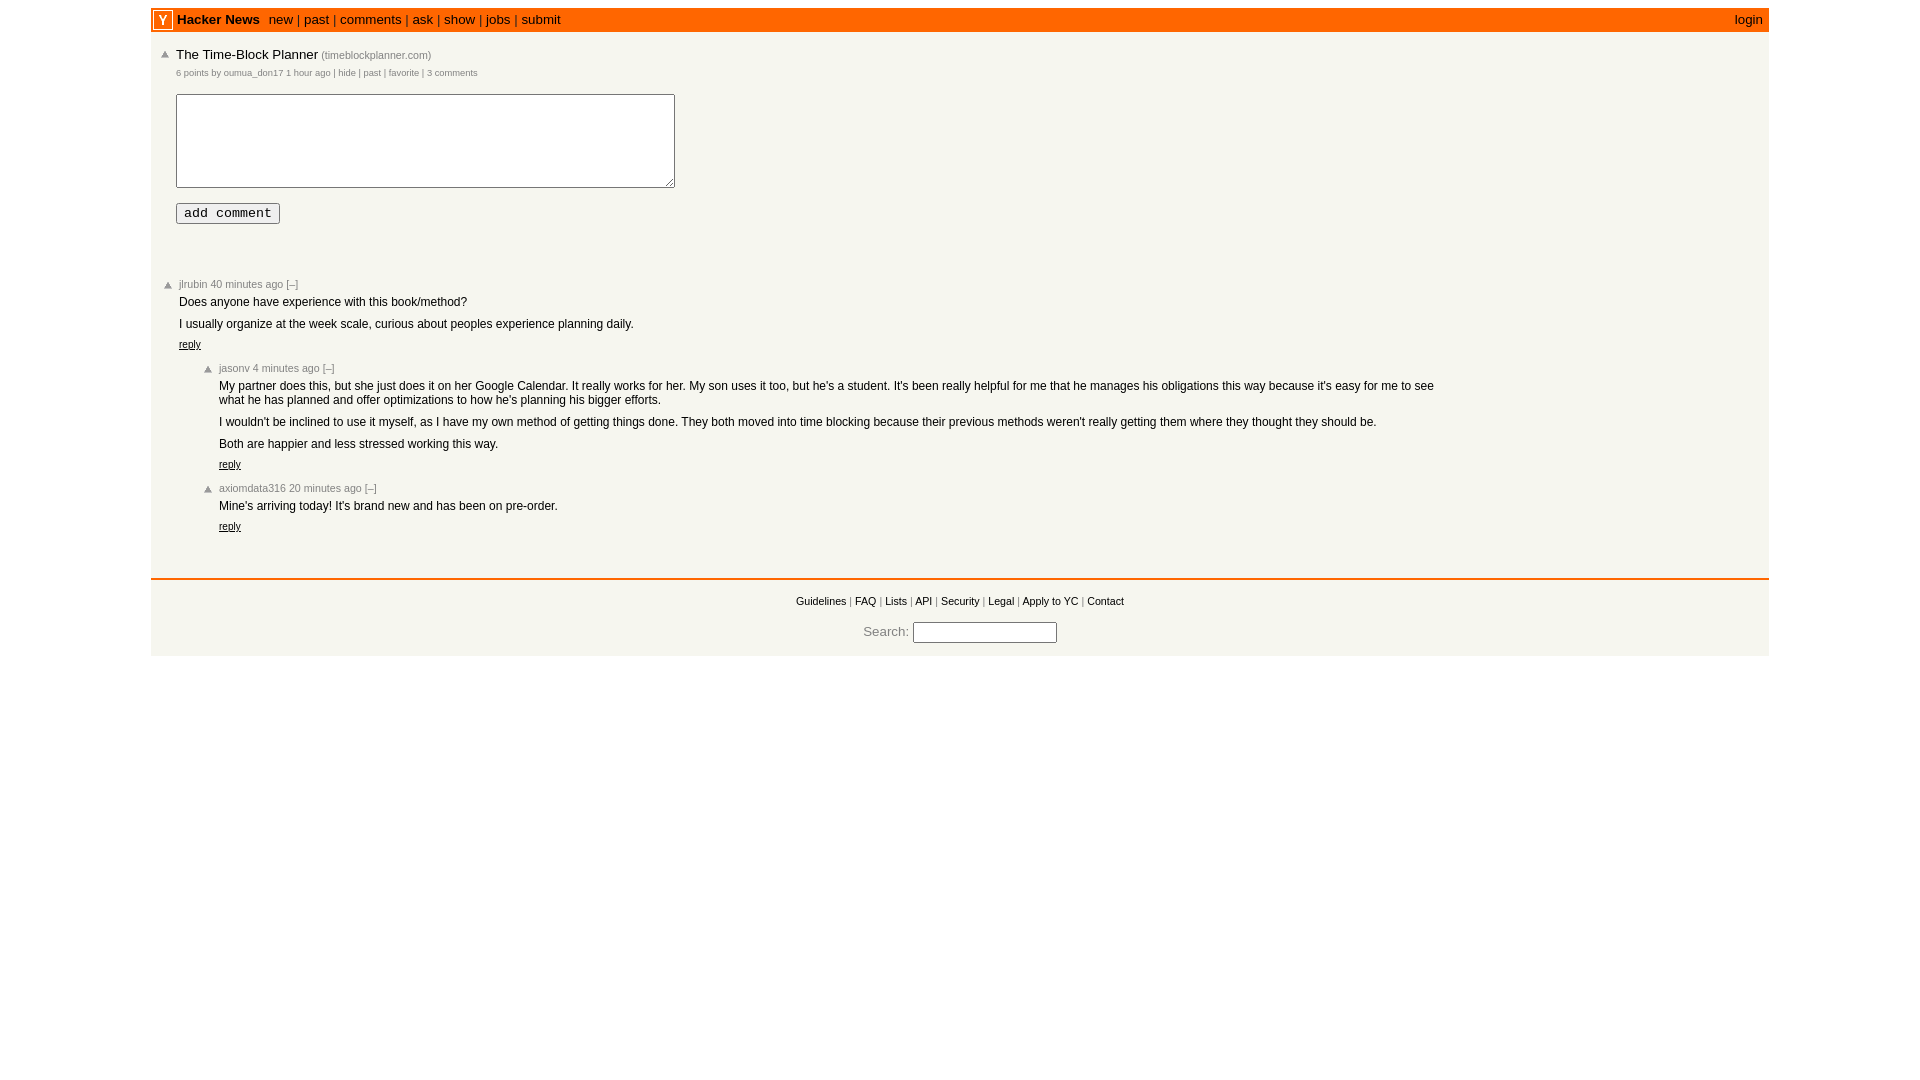 Y Hacker News new | past | comments | ask | show | jobs | submit login
The Time-Block Planner (timeblockplanner.com)
6 points by oumua_don17 1 hour ago | hide | past | favorite | 3 comments
add comment
jlrubin 40 minutes ago [–]
Does anyone have experience with this book/method?
I usually organize at the week scale, curious about peoples experience planning daily.
reply
jasonv 4 minutes ago [–]
My partner does this, but she just does it on her Google Calendar. It really works for her. My son uses it too, but he's a student. It's been really helpful for me that he manages his obligations this way because it's easy for me to see
what he has planned and offer optimizations to how he's planning his bigger efforts.
I wouldn't be inclined to use it myself, as I have my own method of getting things done. They both moved into time blocking because their previous methods weren't really getting them where they thought they should be.
Both are happier and less stressed working this way.
reply
axiomdata316 20 minutes ago [–]
Mine's arriving today! It's brand new and has been on pre-order.
reply
Guidelines | FAQ | Lists | API | Security | Legal | Apply to YC | Contact
Search: